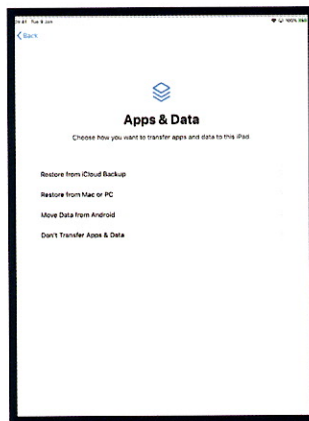 Back
Apps & Data
Choose how you want to transfer apps and data to this iPad
Restore from iCloud Backup
Restore from Mac or PC
Move Data from Android
Don't Transfer Apps & Data